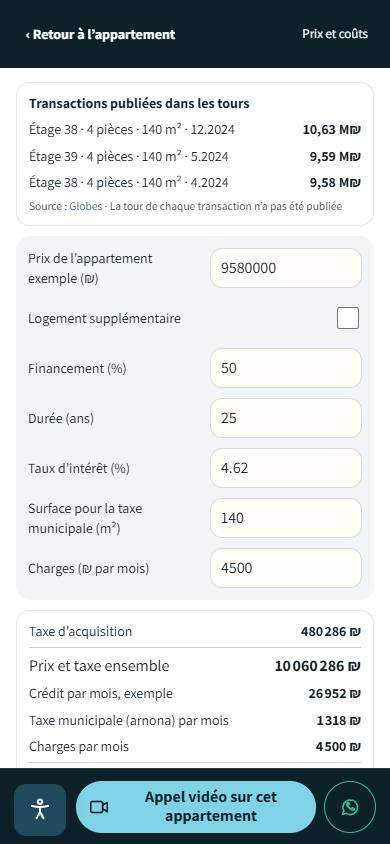 ‹ Retour à l’appartement
Prix et coûts
Transactions publiées dans les tours
Étage 38 · 4 pièces · 140 m² · 12.2024 10,63 M₪
Étage 39 · 4 pièces · 140 m² · 5.2024 9,59 M₪
Étage 38 · 4 pièces · 140 m² · 4.2024 9,58 M₪
Source : Globes · La tour de chaque transaction n’a pas été publiée
Prix de l’appartement
exemple (₪)
9580000
Logement supplémentaire
Financement (%) 50
Durée (ans) 25
Taux d’intérêt (%) 4.62
Surface pour la taxe
municipale (m²)
140
Charges (₪ par mois) 4500
Taxe d’acquisition 480 286 ₪
Prix et taxe ensemble 10 060 286 ₪
Crédit par mois, exemple 26 952 ₪
Taxe municipale (arnona) par mois 1 318 ₪
Charges par mois 4 500 ₪
Appel vidéo sur cet
appartement